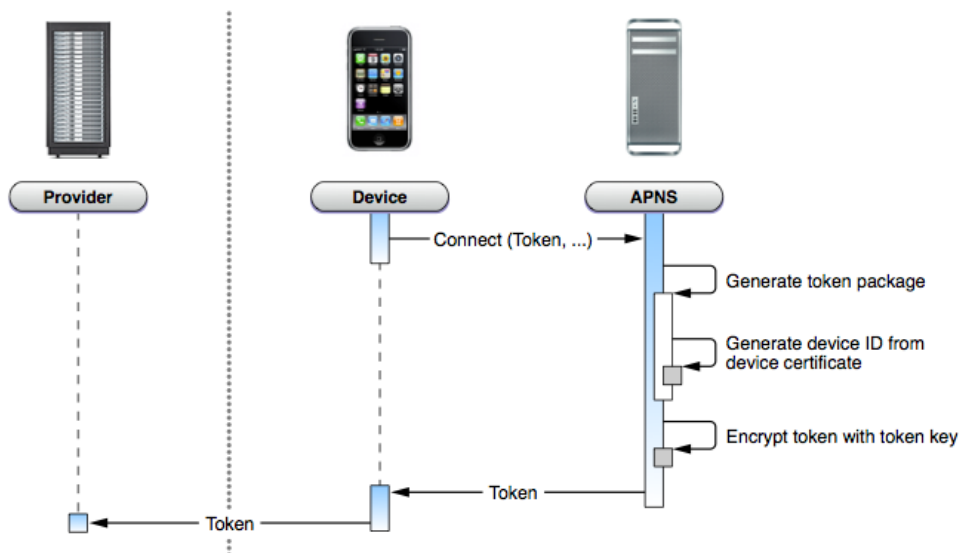 Provider
Device
APNS
Connect (Token, ...)
Generate token package
Generate device ID from
device certificate
Encrypt token with token key
Token
Token